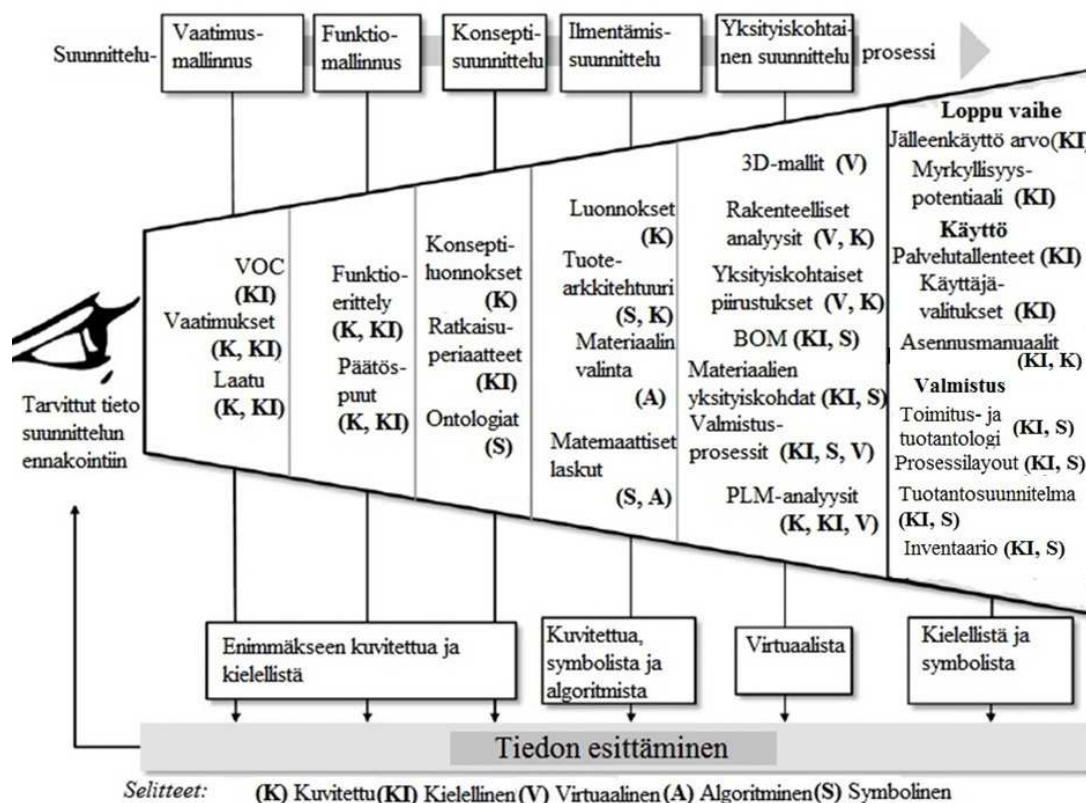 Suunnittelu-
Vaatimus-
mallinnus
Funktio-
mallinnus
Konsepti-
suunnittelu
Ilmentämis-
suunnittelu
Yksityiskohtai-
nen suunnittelu
prosessi
Tarvittut tieto
suunnittelun
ennakointiin
VOC
(KI)
Vaatimukset
(K, KI)
Laatu
(K, KI)
Funktio-
erittely
(K, KI)
Päätös-
puut
(K, KI)
Konsepti-
luonnokset
(K)
Ratkaisu-
periaatteet
(KI)
Ontologiat
(S)
Luonnokset
(K)
Tuote-
arkkitehtuuri
(S, K)
Materiaalin
valinta
(A)
Matemaattiset
laskut
(S, A)
3D-mallit (V)
Rakenteelliset
analyysit (V, K)
Yksityiskohtaiset
piirustukset (V, K)
BOM (KI, S)
Materiaalien
yksityiskohdat (KI, S)
Valmistus-
prosessit (KI, S, V)
PLM-analyysit
(K, KI, V)
Loppu vaihe
Jälleenkäyttö arvo (KI)
Myrkyllisyys-
potentiaali (KI)
Käyttö
Palvelutallenteet (KI)
Käyttäjä-
valitukset (KI)
Asennusmanuaalit
(KI, K)
Valmistus
Toimitus- ja
tuotantologi (KI, S)
Prosessilayout (KI, S)
Tuotantosuunnitelma
(KI, S)
Inventaario (KI, S)
Enimmäkseen kuvitettua ja
kielellistä
Kuvitettua,
symbolista ja
algoritmista
Virtuaalista
Kielellistä ja
symbolista
Tiedon esittäminen
Selitteet: (K) Kuvitettu (KI) Kielellinen (V) Virtuaalinen (A) Algoritminen (S) Symbolinen